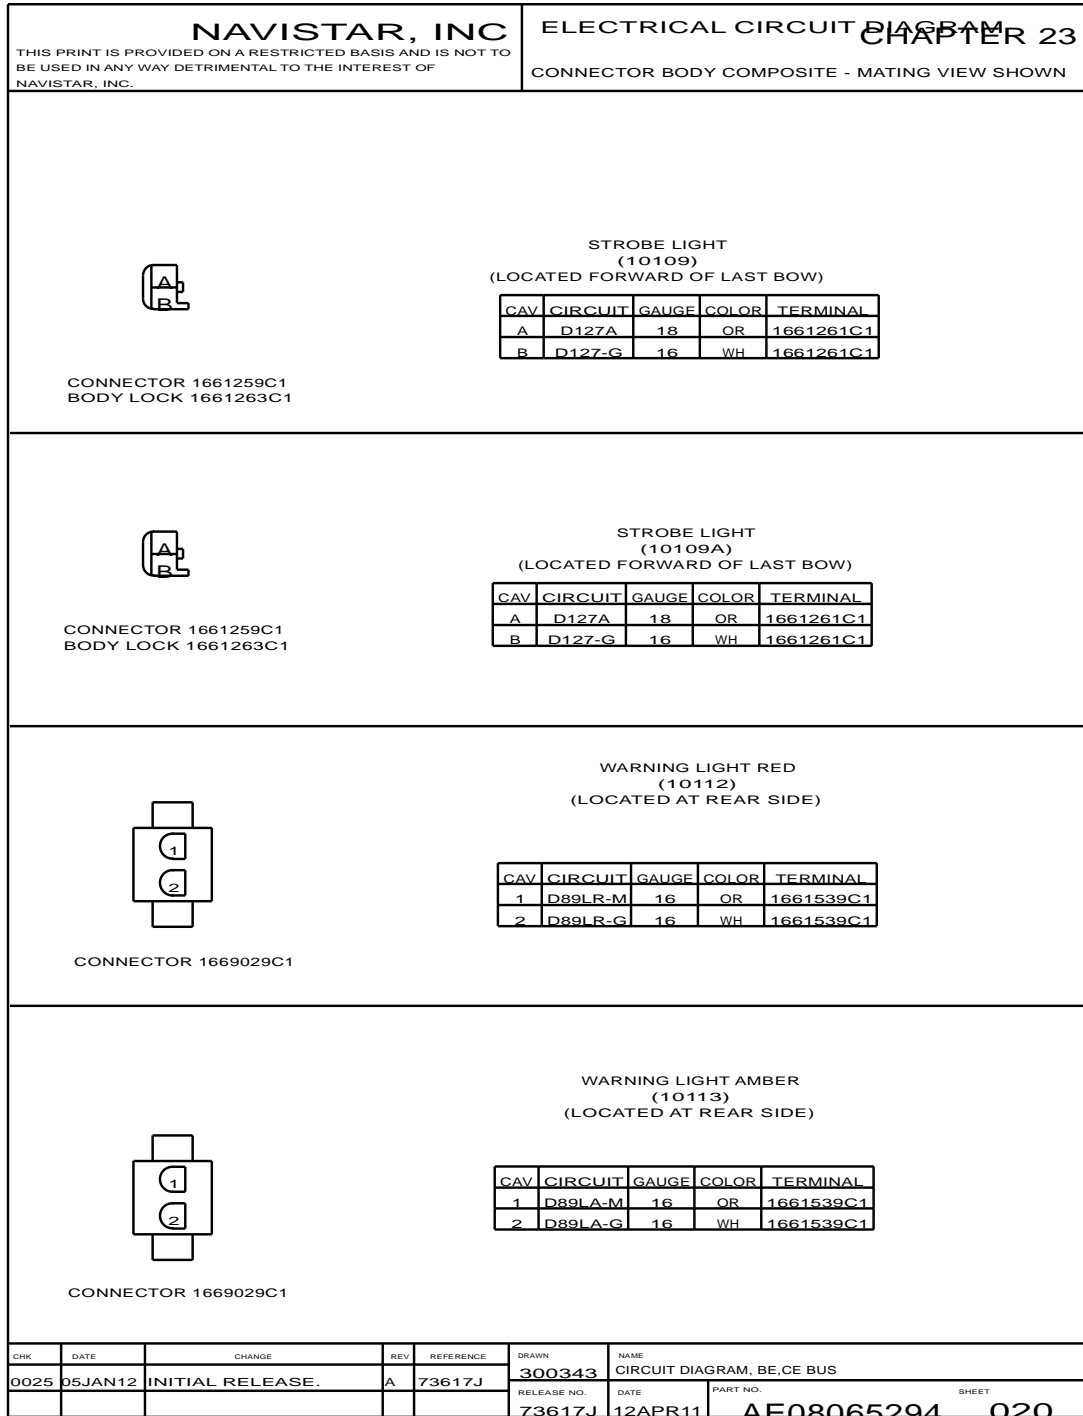 NAVISTAR, INC
THIS PRINT IS PROVIDED ON A RESTRICTED BASIS AND IS NOT TO
BE USED IN ANY WAY DETRIMENTAL TO THE INTEREST OF
NAVISTAR, INC.
ELECTRICAL CIRCUIT DIAGRAM
CHAPTER 23
CONNECTOR BODY COMPOSITE - MATING VIEW SHOWN
A
B
CONNECTOR 1661259C1
BODY LOCK 1661263C1
STROBE LIGHT
(10109)
(LOCATED FORWARD OF LAST BOW)
CAV CIRCUIT GAUGE COLOR TERMINAL
A D127A 18 OR 1661261C1
B D127-G 16 WH 1661261C1
A
B
CONNECTOR 1661259C1
BODY LOCK 1661263C1
STROBE LIGHT
(10109A)
(LOCATED FORWARD OF LAST BOW)
CAV CIRCUIT GAUGE COLOR TERMINAL
A D127A 18 OR 1661261C1
B D127-G 16 WH 1661261C1
1
2
CONNECTOR 1669029C1
WARNING LIGHT RED
(10112)
(LOCATED AT REAR SIDE)
CAV CIRCUIT GAUGE COLOR TERMINAL
1 D89LR-M 16 OR 1661539C1
2 D89LR-G 16 WH 1661539C1
1
2
CONNECTOR 1669029C1
WARNING LIGHT AMBER
(10113)
(LOCATED AT REAR SIDE)
CAV CIRCUIT GAUGE COLOR TERMINAL
1 D89LA-M 16 OR 1661539C1
2 D89LA-G 16 WH 1661539C1
CHK DATE CHANGE REV REFERENCE
0025 05JAN12 INITIAL RELEASE. A 73617J
DRAWN
300343
NAME
CIRCUIT DIAGRAM, BE,CE BUS
RELEASE NO.
73617J
DATE
12APR11
PART NO.
AE08065294
SHEET
020